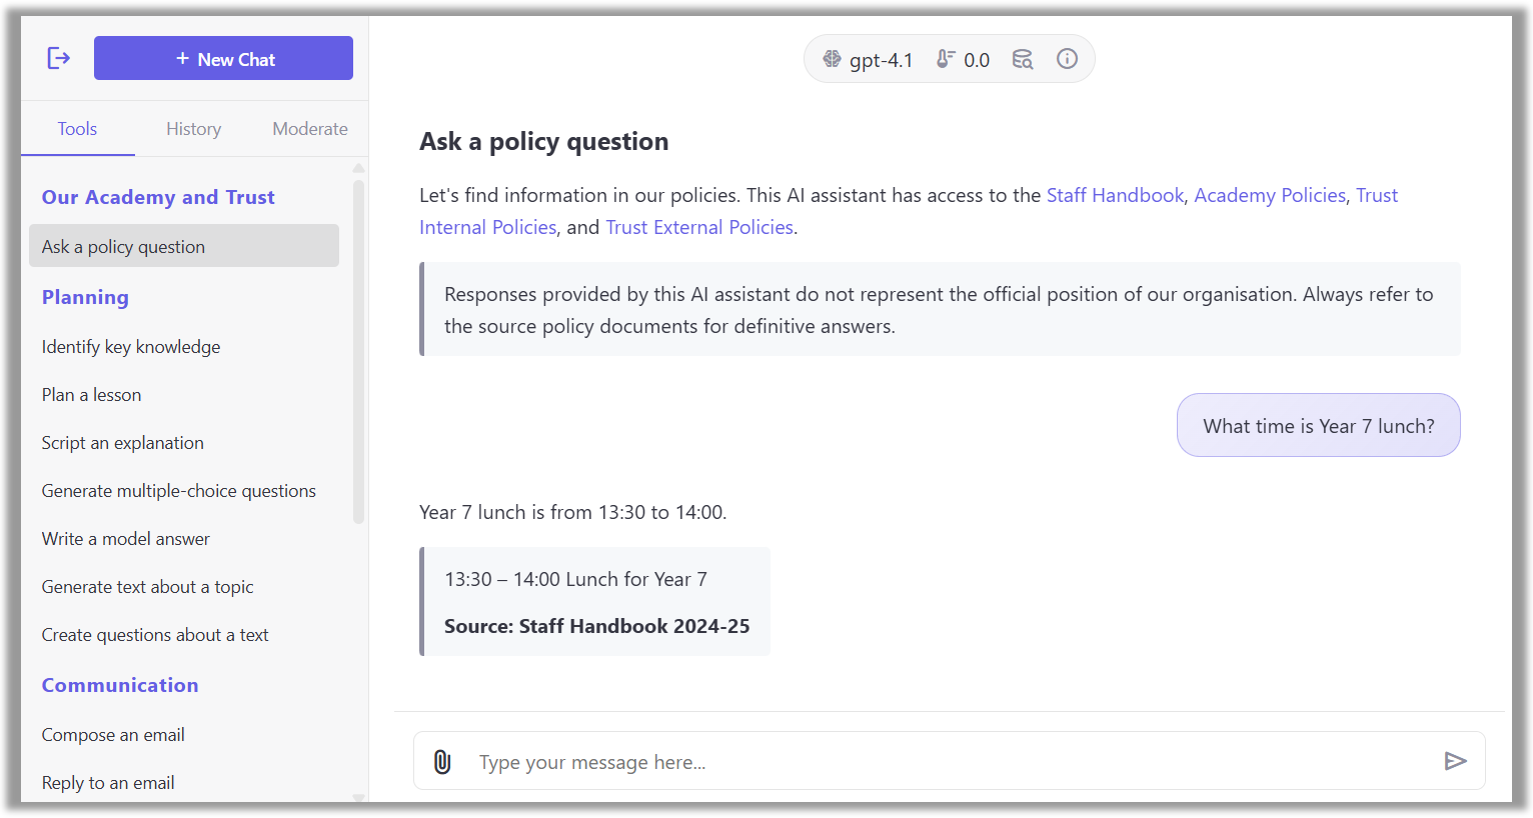 + New Chat
Tools History Moderate
Our Academy and Trust
Ask a policy question
Planning
Identify key knowledge
Plan a lesson
Script an explanation
Generate multiple-choice questions
Write a model answer
Generate text about a topic
Create questions about a text
Communication
Compose an email
Reply to an email
gpt-4.1 0.0
Ask a policy question
Let's find information in our policies. This AI assistant has access to the Staff Handbook, Academy Policies, Trust
Internal Policies, and Trust External Policies.
Responses provided by this AI assistant do not represent the official position of our organisation. Always refer to
the source policy documents for definitive answers.
What time is Year 7 lunch?
Year 7 lunch is from 13:30 to 14:00.
13:30 – 14:00 Lunch for Year 7
Source: Staff Handbook 2024-25
Type your message here...